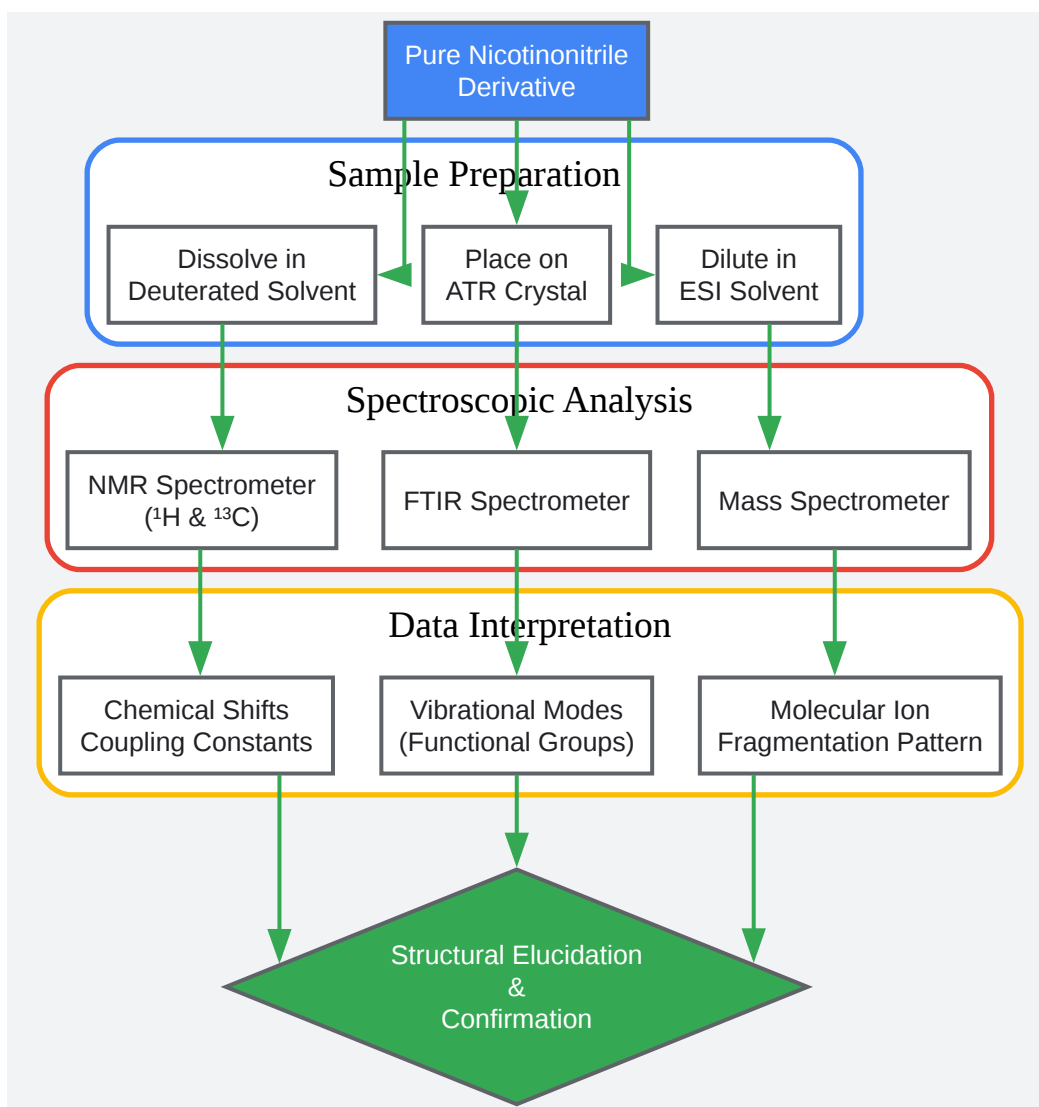 Pure Nicotinonitrile
Derivative
Sample Preparation
Dissolve in
Deuterated Solvent
Place on
ATR Crystal
Dilute in
ESI Solvent
Spectroscopic Analysis
NMR Spectrometer
(¹H & ¹³C)
FTIR Spectrometer
Mass Spectrometer
Data Interpretation
Chemical Shifts
Coupling Constants
Vibrational Modes
(Functional Groups)
Molecular Ion
Fragmentation Pattern
Structural Elucidation
&
Confirmation